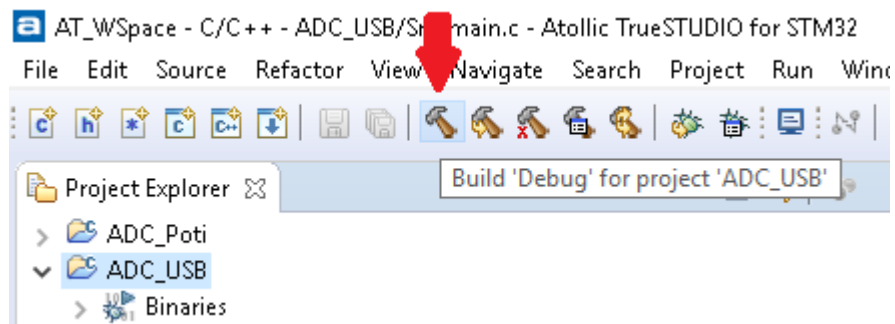 AT_WSpace - C/C++ - ADC_USB/Sr main.c - Atollic TrueSTUDIO for STM32
File Edit Source Refactor View Navigate Search Project Run
Project Explorer
Build 'Debug' for project 'ADC_USB'
ADC_Poti
ADC_USB
Binaries